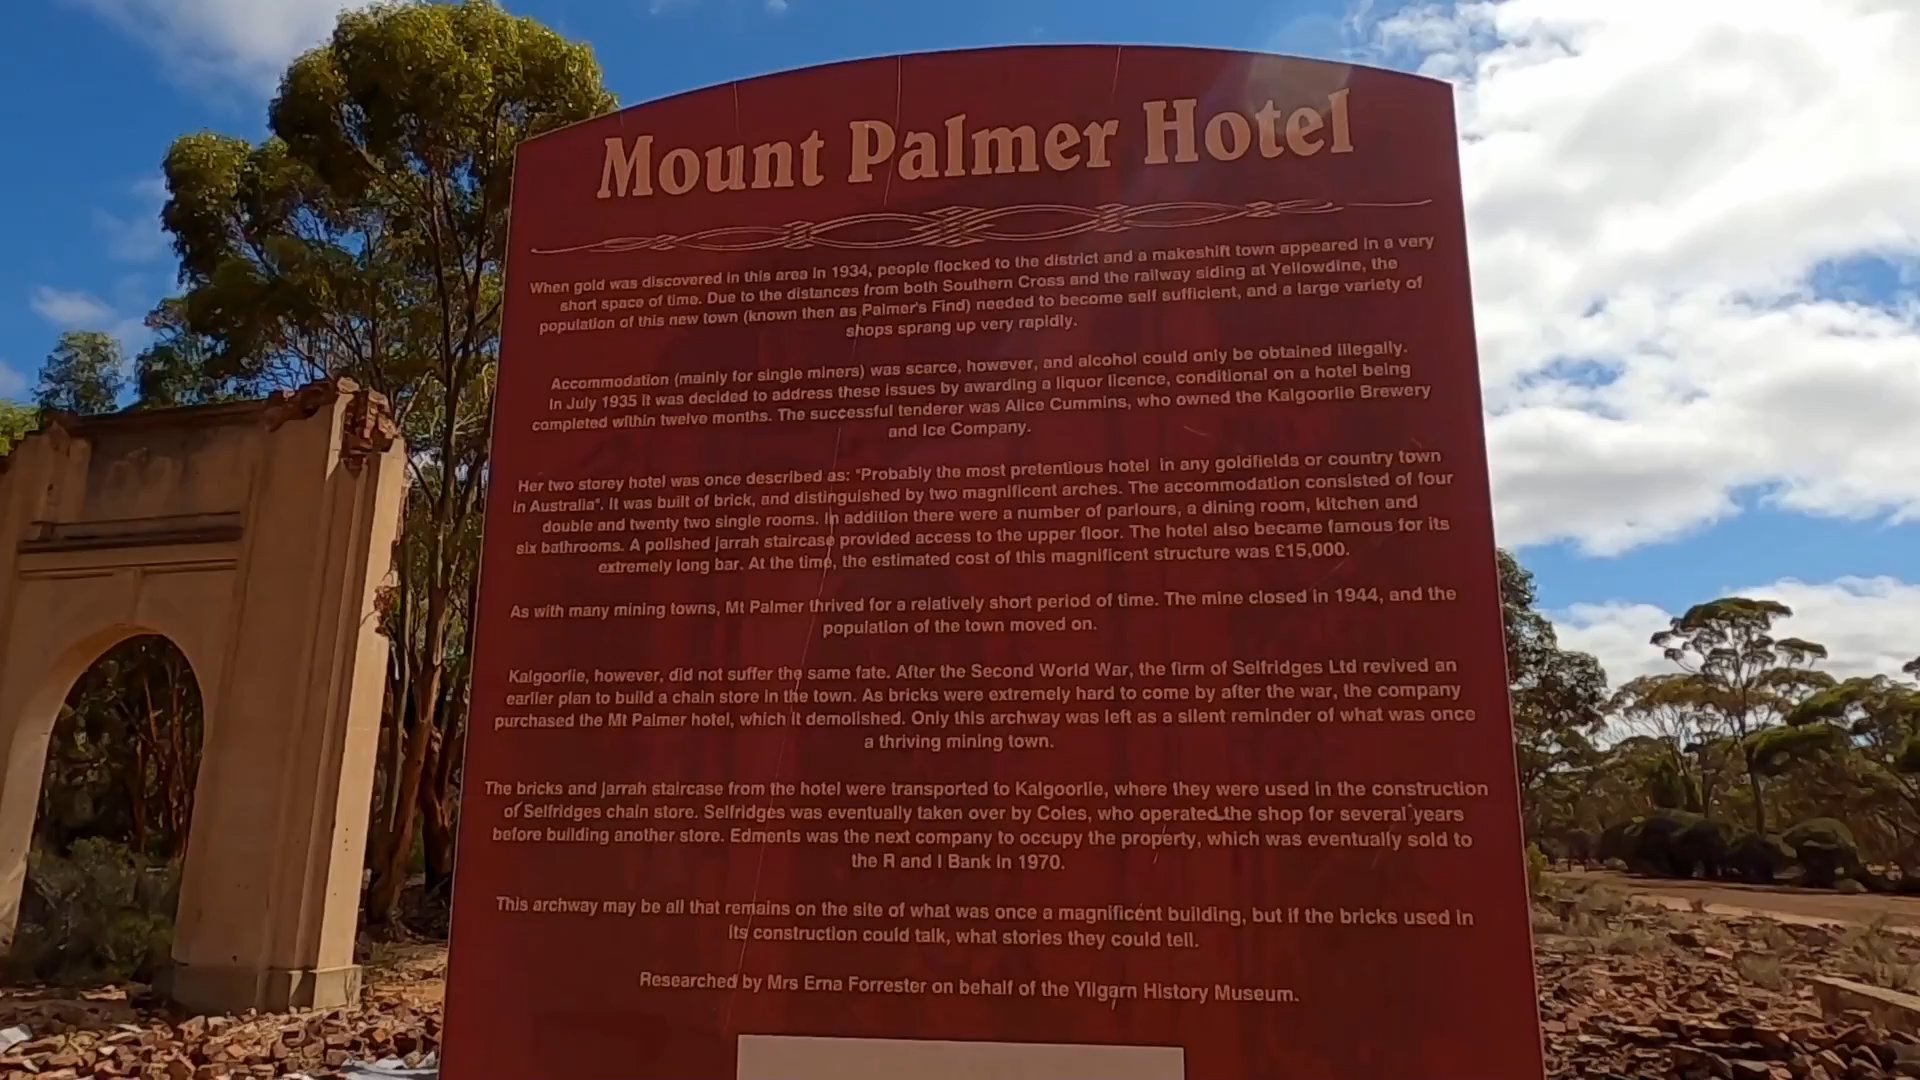 Mount Palmer Hotel
When gold was discovered in this area in 1934, people flocked to the district and a makeshift town appeared in a very
short space of time. Due to the distances from both Southern Cross and the railway siding at Yellowdine, the
population of this new town (known then as Palmer's Find) needed to become self sufficient, and a large variety of
shops sprang up very rapidly.
Accommodation (mainly for single miners) was scarce, however, and alcohol could only be obtained illegally.
In July 1935 it was decided to address these issues by awarding a liquor licence, conditional on a hotel being
completed within twelve months. The successful tenderer was Alice Cummins, who owned the Kalgoorlie Brewery
and Ice Company.
Her two storey hotel was once described as: "Probably the most pretentious hotel in any goldfields or country town
in Australia". It was built of brick, and distinguished by two magnificent arches. The accommodation consisted of four
double and twenty two single rooms. In addition there were a number of parlours, a dining room, kitchen and
six bathrooms. A polished jarrah staircase provided access to the upper floor. The hotel also became famous for its
extremely long bar. At the time, the estimated cost of this magnificent structure was £15,000.
As with many mining towns, Mt Palmer thrived for a relatively short period of time. The mine closed in 1944, and the
population of the town moved on.
Kalgoorlie, however, did not suffer the same fate. After the Second World War, the firm of Selfridges Ltd revived an
earlier plan to build a chain store in the town. As bricks were extremely hard to come by after the war, the company
purchased the Mt Palmer hotel, which it demolished. Only this archway was left as a silent reminder of what was once
a thriving mining town.
The bricks and jarrah staircase from the hotel were transported to Kalgoorlie, where they were used in the construction
of Selfridges chain store. Selfridges was eventually taken over by Coles, who operated the shop for several years
before building another store. Edments was the next company to occupy the property, which was eventually sold to
the R and I Bank in 1970.
This archway may be all that remains on the site of what was once a magnificent building, but if the bricks used in
its construction could talk, what stories they could tell.
Researched by Mrs Erna Forrester on behalf of the Yilgarn History Museum.